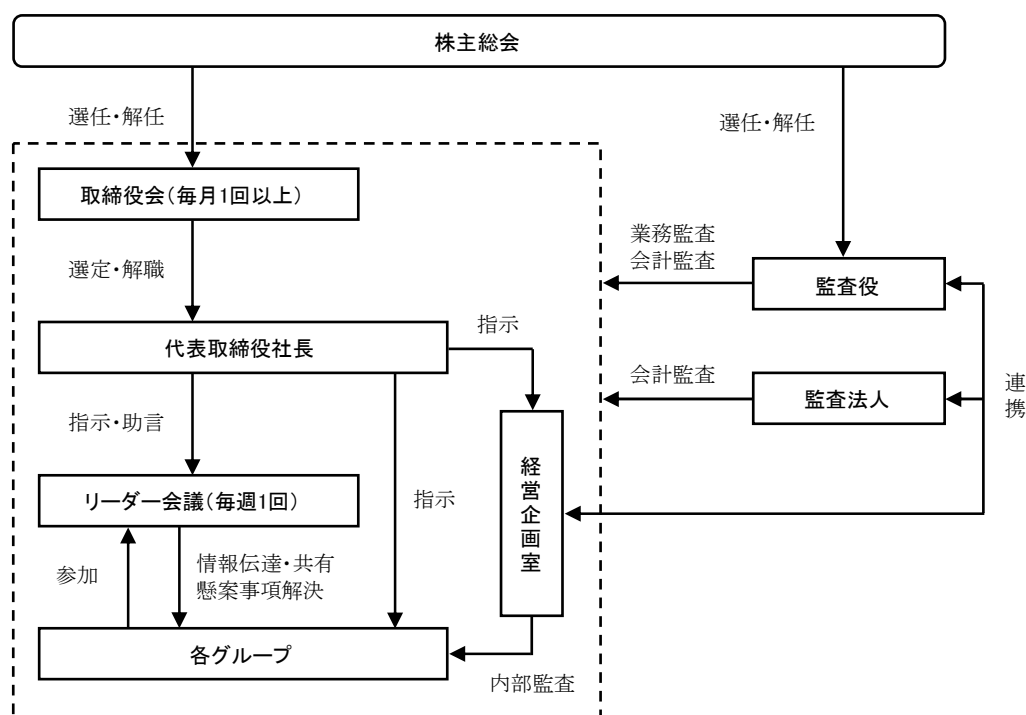 株主総会
選任・解任
選任・解任
取締役会(毎月1回以上)
選定・解職
業務監査
会計監査
監査役
代表取締役社長
指示
会計監査
監査法人
連携
指示・助言
経営企画室
リーダー会議(毎週1回)
指示
参加
情報伝達・共有
懸案事項解決
各グループ
内部監査